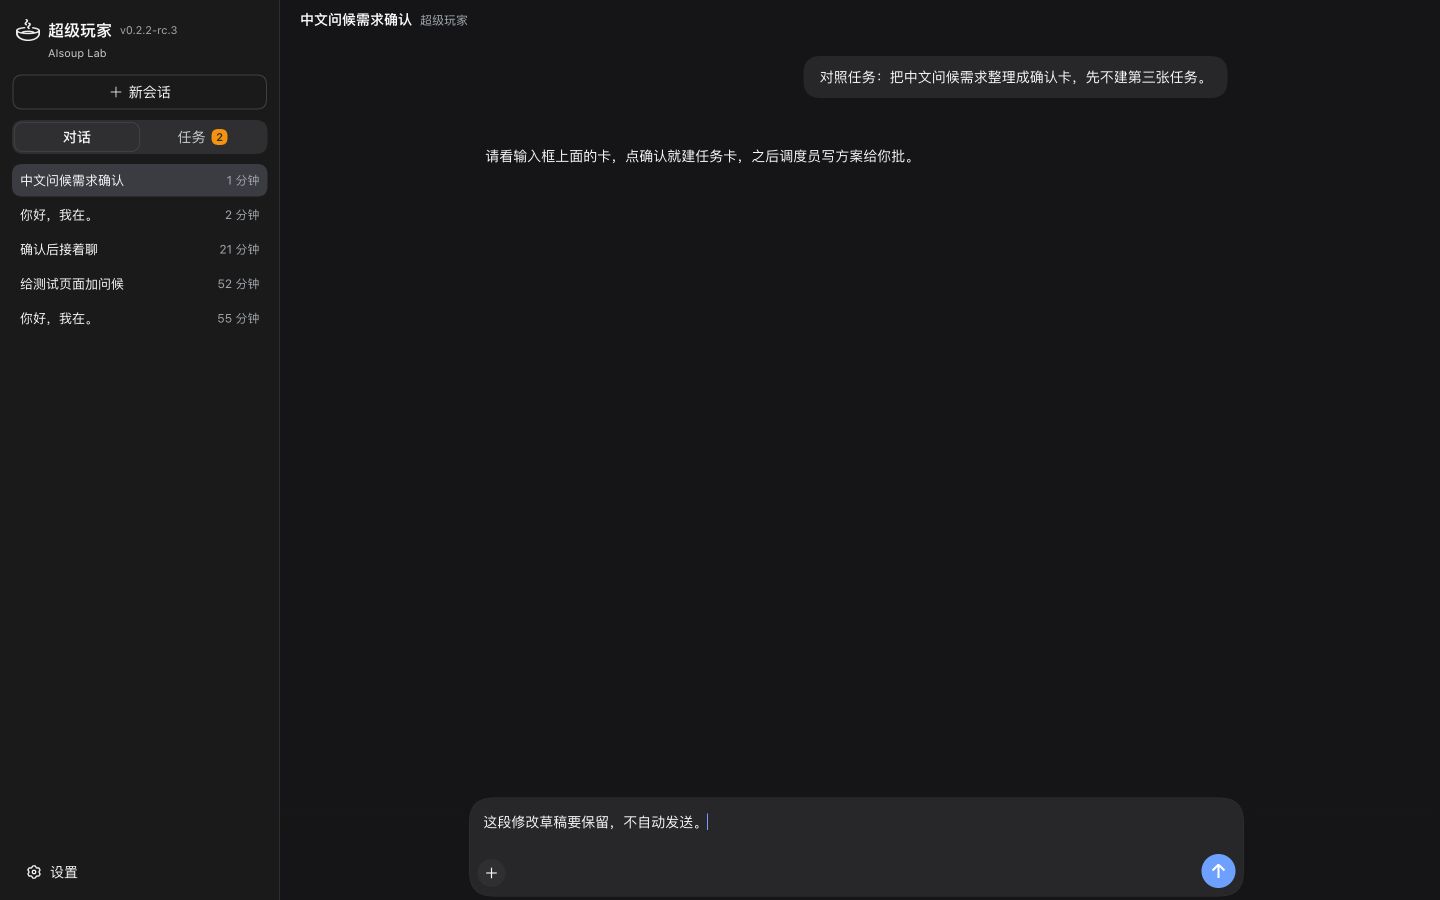 超级玩家 v0.2.2-rc.3
AIsoup Lab
新会话
对话 任务 2
中文问候需求确认 1 分钟
你好，我在。 2 分钟
确认后接着聊 21 分钟
给测试页面加问候 52 分钟
你好，我在。 55 分钟
设置
中文问候需求确认 超级玩家
对照任务：把中文问候需求整理成确认卡，先不建第三张任务。
请看输入框上面的卡，点确认就建任务卡，之后调度员写方案给你批。
这段修改草稿要保留，不自动发送。